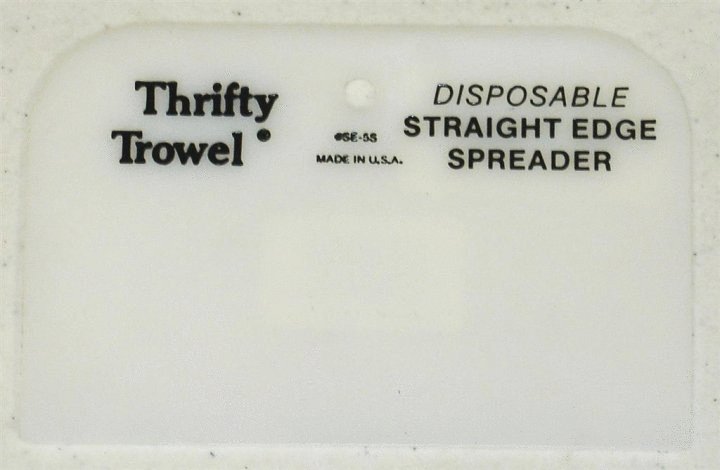 Thrifty
Trowel ®
#SE-5S
MADE IN U.S.A.
DISPOSABLE
STRAIGHT EDGE
SPREADER